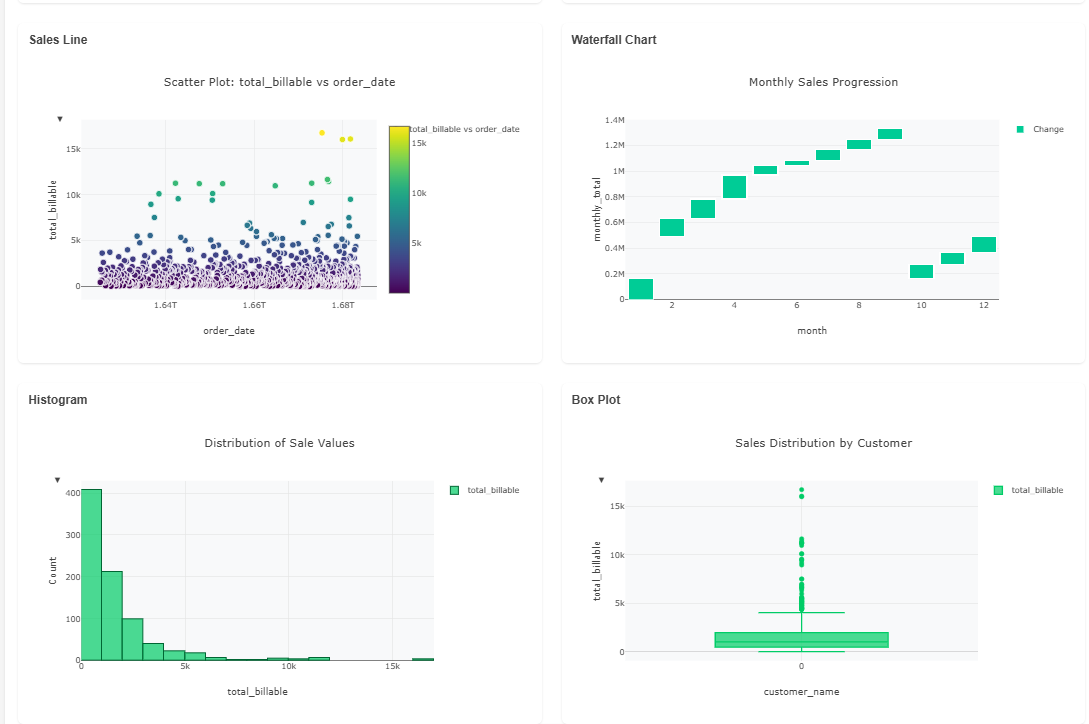 Sales Line
Scatter Plot: total_billable vs order_date
▼
total_billable vs order_date
15k
10k
5k
0
total_billable
1.64T
1.66T
1.68T
order_date
15k
10k
5k
Waterfall Chart
Monthly Sales Progression
Change
1.4M
1.2M
1M
0.8M
0.6M
0.4M
0.2M
0
monthly_total
2
4
6
8
10
12
month
Histogram
Distribution of Sale Values
▼
total_billable
400
300
200
100
0
Count
0
5k
10k
15k
total_billable
Box Plot
Sales Distribution by Customer
▼
total_billable
15k
10k
5k
0
total_billable
0
customer_name